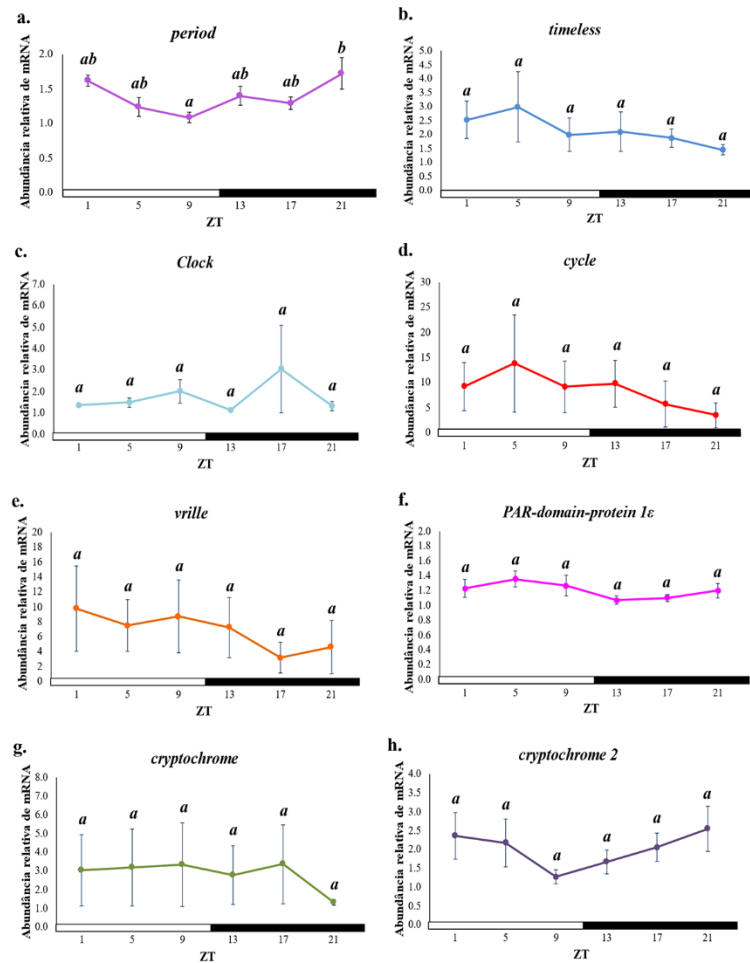 a.
period
Abundância relativa de mRNA
2.0
1.5
1.0
0.5
0.0
ab
ab
a
ab
ab
b
1 5 9 13 17 21
ZT
b.
timeless
Abundância relativa de mRNA
5.0
4.5
4.0
3.5
3.0
2.5
2.0
1.5
1.0
0.5
0.0
a
a
a
a
a
a
1 5 9 13 17 21
ZT
c.
Clock
Abundância relativa de mRNA
7.0
6.0
5.0
4.0
3.0
2.0
1.0
0.0
a
a
a
a
a
a
1 5 9 13 17 21
ZT
d.
cycle
Abundância relativa de mRNA
30
25
20
15
10
5
0
a
a
a
a
a
a
1 5 9 13 17 21
ZT
e.
vrille
Abundância relativa de mRNA
20
18
16
14
12
10
8
6
4
2
0
a
a
a
a
a
a
1 5 9 13 17 21
ZT
f.
PAR-domain-protein 1ε
Abundância relativa de mRNA
2.0
1.8
1.6
1.4
1.2
1.0
0.8
0.6
0.4
0.2
0.0
a
a
a
a
a
a
1 5 9 13 17 21
ZT
g.
cryptochrome
Abundância relativa de mRNA
8.0
7.0
6.0
5.0
4.0
3.0
2.0
1.0
0.0
a
a
a
a
a
a
1 5 9 13 17 21
ZT
h.
cryptochrome 2
Abundância relativa de mRNA
4.0
3.5
3.0
2.5
2.0
1.5
1.0
0.5
0.0
a
a
a
a
a
a
1 5 9 13 17 21
ZT